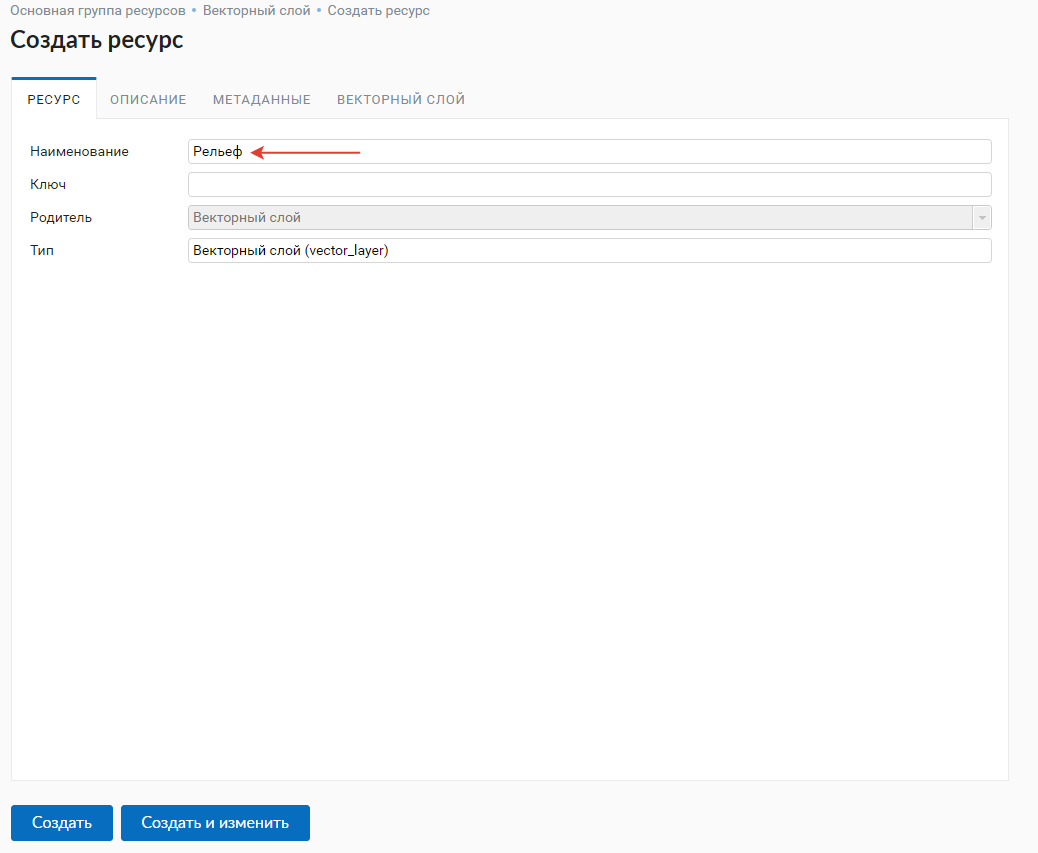 Основная группа ресурсов • Векторный слой • Создать ресурс
Создать ресурс
РЕСУРС ОПИСАНИЕ МЕТАДАННЫЕ ВЕКТОРНЫЙ СЛОЙ
Наименование Рельеф
Ключ
Родитель Векторный слой
Тип Векторный слой (vector_layer)
Создать Создать и изменить